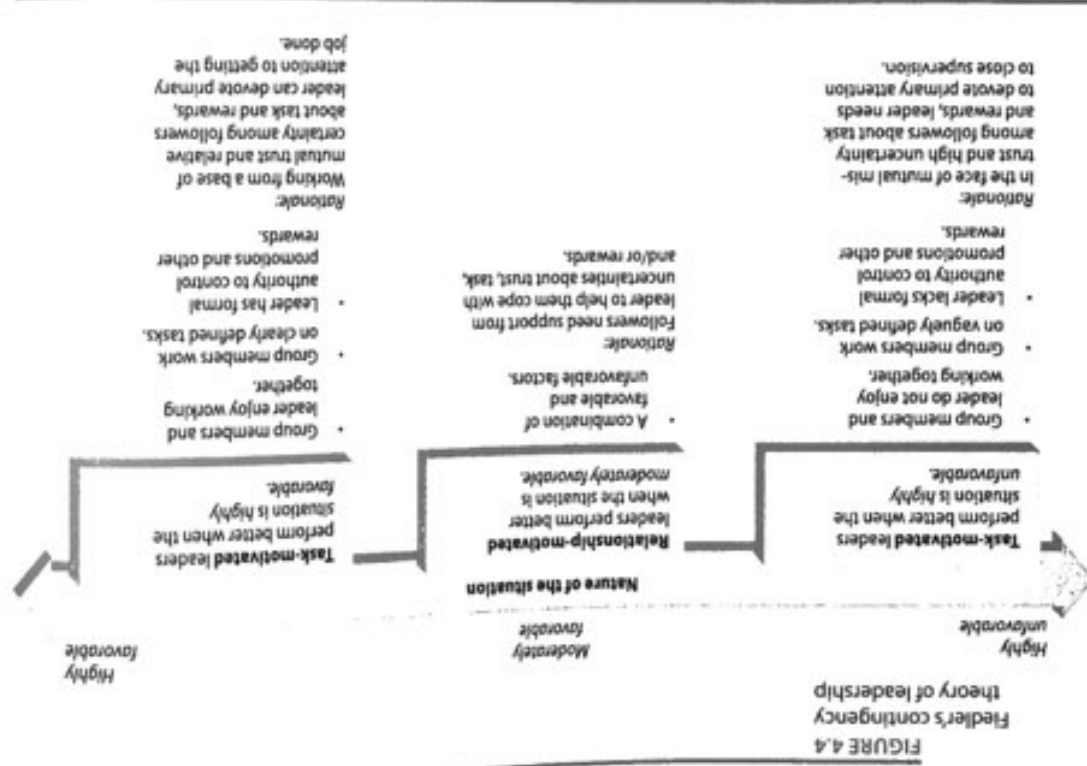 FIGURE 4.4
Fiedler's contingency
theory of leadership
Highly
unfavorable
Moderately
favorable
Highly
favorable
Nature of the situation
Task-motivated leaders
perform better when the
situation is highly
unfavorable.
• Group members and
leader do not enjoy
working together.
• Group members work
on vaguely defined tasks.
• Leader lacks formal
authority to control
promotions and other
rewards.
Rationale:
In the face of mutual mis-
trust and high uncertainty
among followers about task
and rewards, leader needs
to devote primary attention
to close supervision.
Relationship-motivated
leaders perform better
when the situation is
moderately favorable.
• A combination of
favorable and
unfavorable factors.
Rationale:
Followers need support from
leader to help them cope with
uncertainties about trust, task,
and/or rewards.
Task-motivated leaders
perform better when the
situation is highly
favorable.
• Group members and
leader enjoy working
together.
• Group members work
on clearly defined tasks.
• Leader has formal
authority to control
promotions and other
rewards.
Rationale:
Working from a base of
mutual trust and relative
certainty among followers
about task and rewards,
leader can devote primary
attention to getting the
job done.